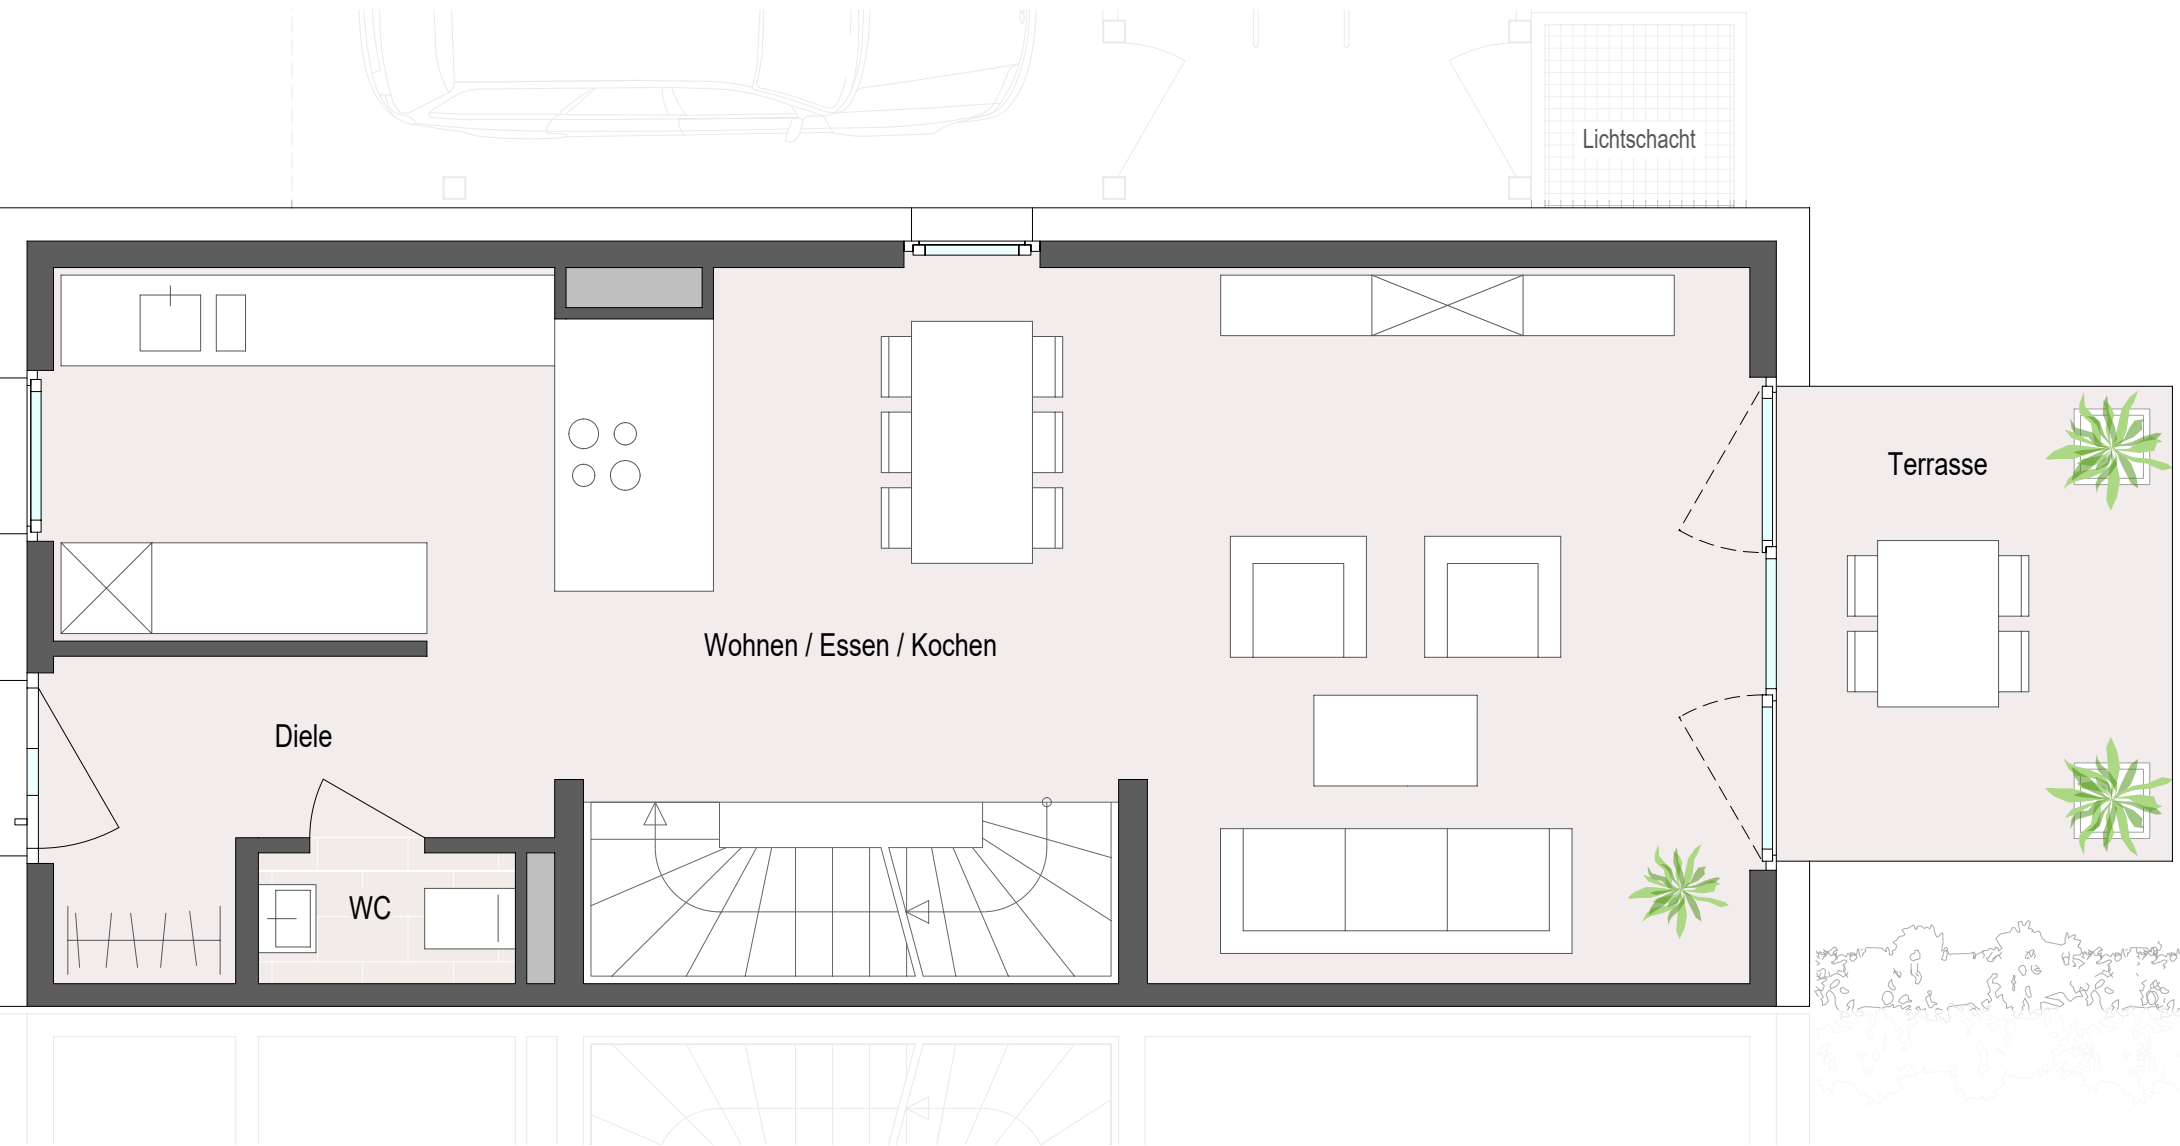 Lichtschacht
Terrasse
Wohnen / Essen / Kochen
Diele
WC